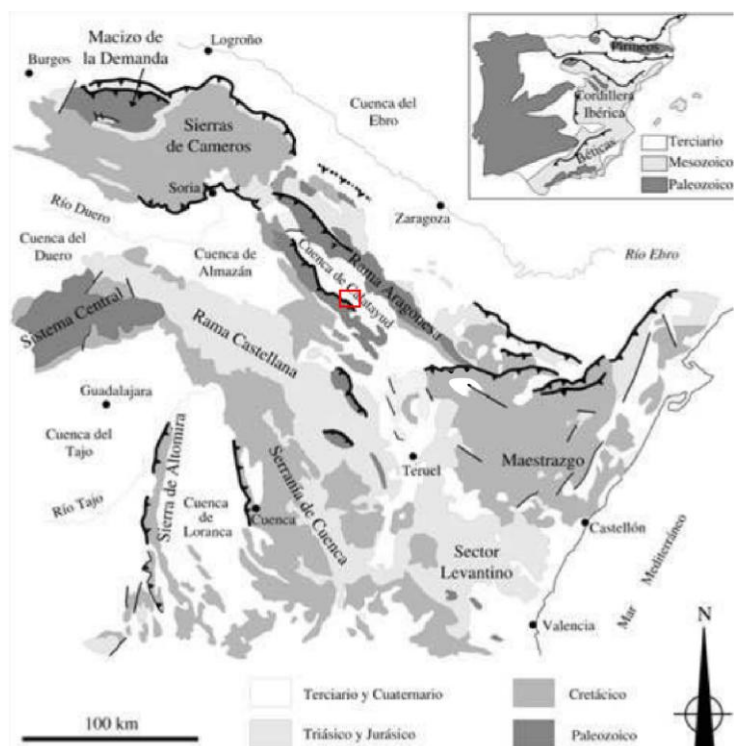 Macizo de
la Demanda
Logroño
Burgos
Cuenca del
Ebro
Sierras
de Cameros
Soria
Río Duero
Zaragoza
Cuenca del
Duero
Cuenca de
Almazán
Cuenca de Calatayud
Rama Aragonesa
Río Ebro
Sistema Central
Rama Castellana
Guadalajara
Cuenca del
Tajo
Río Tajo
Sierra de Altomira
Cuenca
de
Loranca
Cuenca
Serranía de Cuenca
Teruel
Maestrazgo
Sector
Levantino
Castellón
Valencia
Mar Mediterráneo
Pirineos
Cordillera
Ibérica
Béticas
Terciario
Mesozoico
Paleozoico
N
100 km
Terciario y Cuaternario
Triásico y Jurásico
Cretácico
Paleozoico